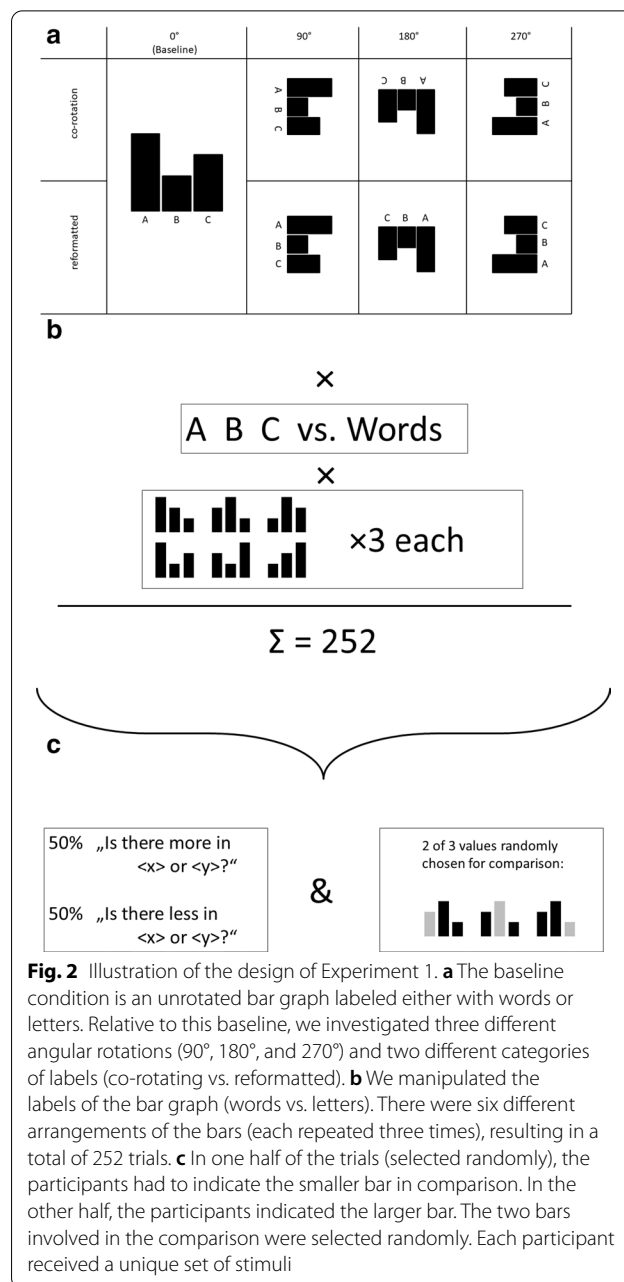 a
0° 90° 180° 270°
(Baseline)
co-rotation
A B C
A B C
A B C
C B A
reformatted
A B C
A B C
C B A
C B A
b
×
A B C vs. Words
×
×3 each
Σ = 252
c
50% „Is there more in
<x> or <y>?“
50% „Is there less in
<x> or <y>?“
&
2 of 3 values randomly
chosen for comparison:
Fig. 2 Illustration of the design of Experiment 1. a The baseline
condition is an unrotated bar graph labeled either with words or
letters. Relative to this baseline, we investigated three different
angular rotations (90°, 180°, and 270°) and two different categories
of labels (co-rotating vs. reformatted). b We manipulated the
labels of the bar graph (words vs. letters). There were six different
arrangements of the bars (each repeated three times), resulting in a
total of 252 trials. c In one half of the trials (selected randomly), the
participants had to indicate the smaller bar in comparison. In the
other half, the participants indicated the larger bar. The two bars
involved in the comparison were selected randomly. Each participant
received a unique set of stimuli